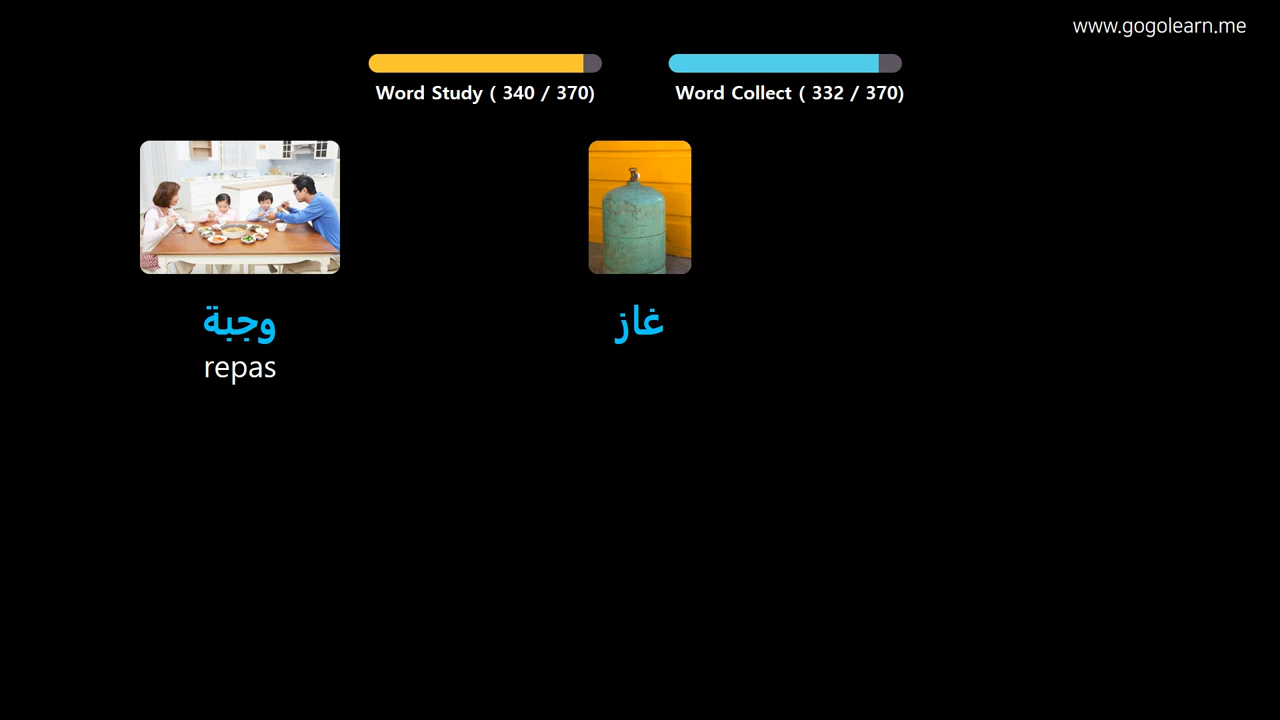 www.gogolearn.me
Word Study ( 340 / 370)
Word Collect ( 332 / 370)
وجبة
repas
غاز